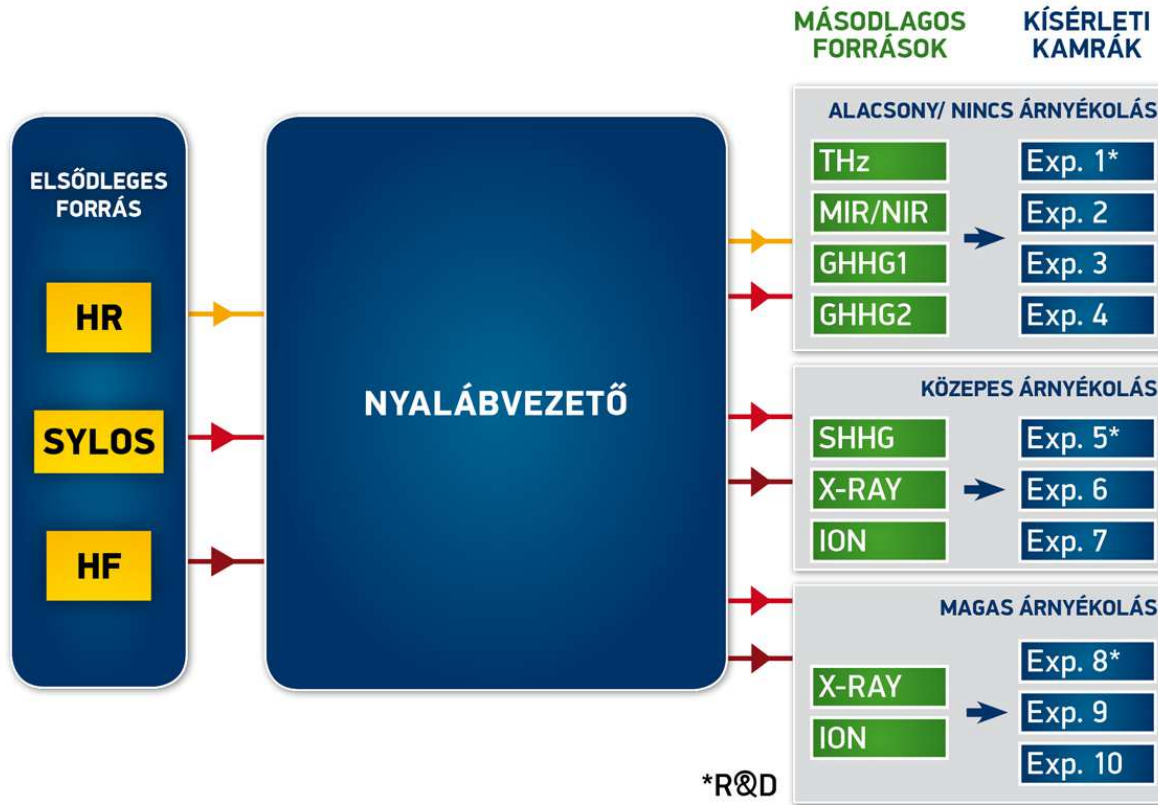 MÁSODLAGOS
FORRÁSOK
KÍSÉRLETI
KAMRÁK
ELSŐDLEGES
FORRÁS
HR
SYLOS
HF
NYALÁBVEZETŐ
ALACSONY/ NINCS ÁRNYÉKOLÁS
THz
MIR/NIR
GHHG1
GHHG2
Exp. 1*
Exp. 2
Exp. 3
Exp. 4
KÖZEPES ÁRNYÉKOLÁS
SHHG
X-RAY
ION
Exp. 5*
Exp. 6
Exp. 7
MAGAS ÁRNYÉKOLÁS
X-RAY
ION
Exp. 8*
Exp. 9
Exp. 10
*R&D